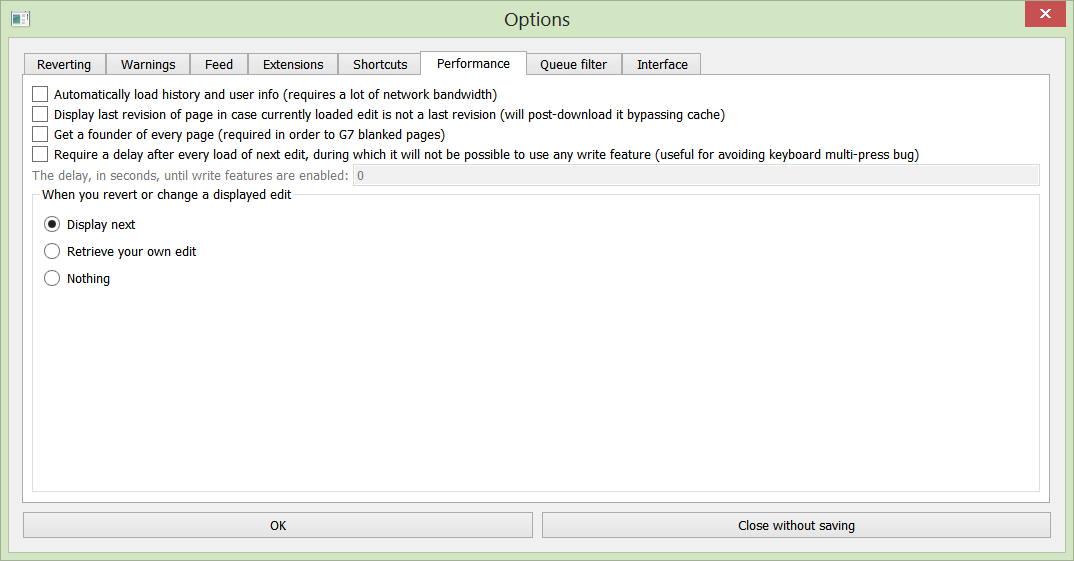 Options
Reverting Warnings Feed Extensions Shortcuts Performance Queue filter Interface
Automatically load history and user info (requires a lot of network bandwidth)
Display last revision of page in case currently loaded edit is not a last revision (will post-download it bypassing cache)
Get a founder of every page (required in order to G7 blanked pages)
Require a delay after every load of next edit, during which it will not be possible to use any write feature (useful for avoiding keyboard multi-press bug)
The delay, in seconds, until write features are enabled: 0
When you revert or change a displayed edit
Display next
Retrieve your own edit
Nothing
OK Close without saving